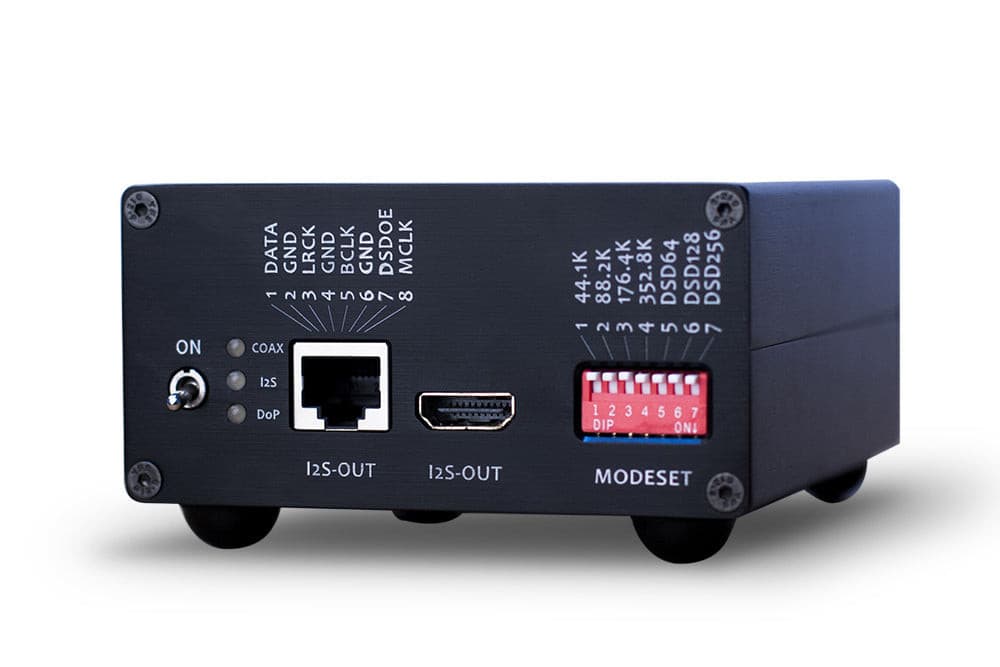 DATA
GND
LRCK
GND
BCLK
GND
DSDOE
MCLK
1 2 3 4 5 6 7 8
44.1K
88.2K
176.4K
352.8K
DSD64
DSD128
DSD256
1 2 3 4 5 6 7
ON
COAX
I2S
DoP
1 2 3 4 5 6 7
DIP ON↓
I2S-OUT
I2S-OUT
MODESET